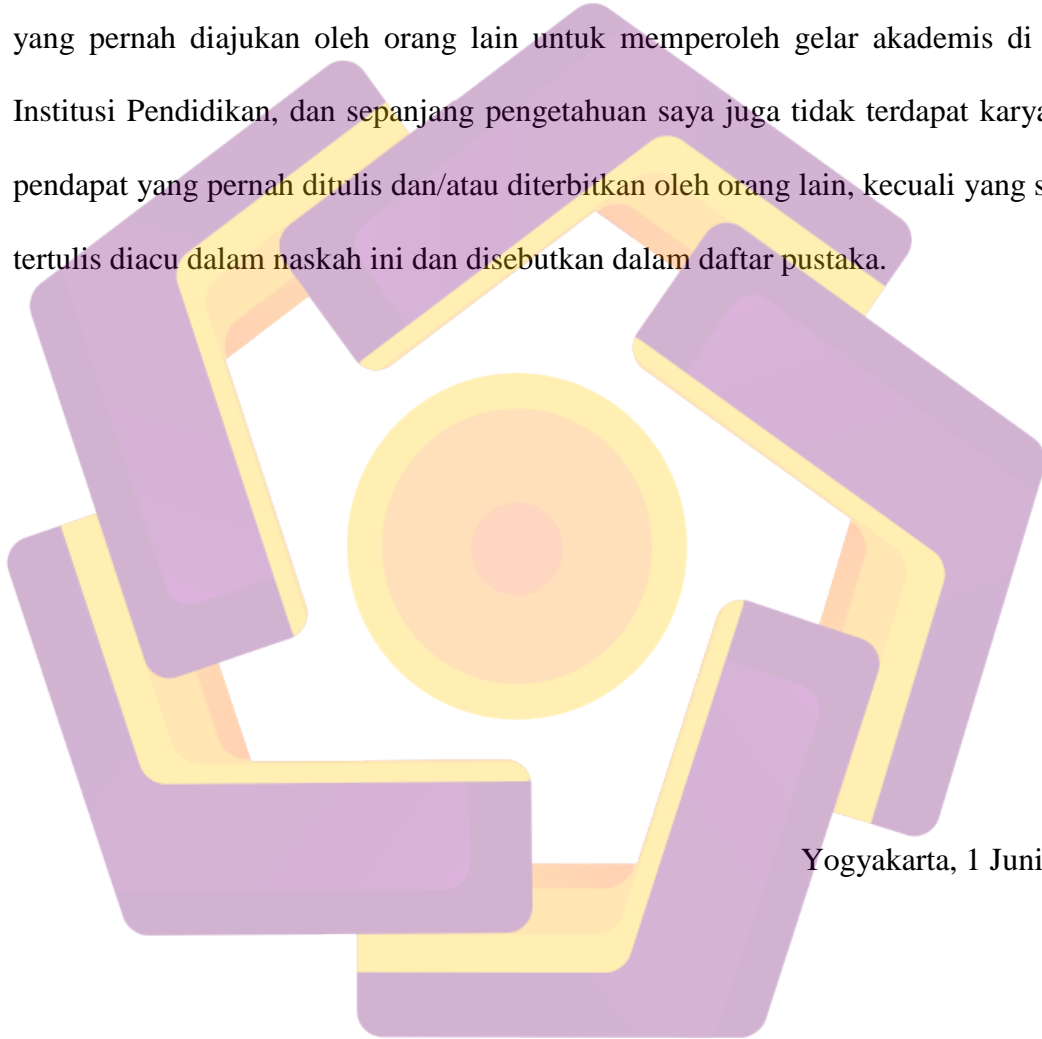 yang pernah diajukan oleh orang lain untuk memperoleh gelar akademis di
Institusi Pendidikan, dan sepanjang pengetahuan saya juga tidak terdapat karya
pendapat yang pernah ditulis dan/atau diterbitkan oleh orang lain, kecuali yang s
tertulis diacu dalam naskah ini dan disebutkan dalam daftar pustaka.
Yogyakarta, 1 Juni